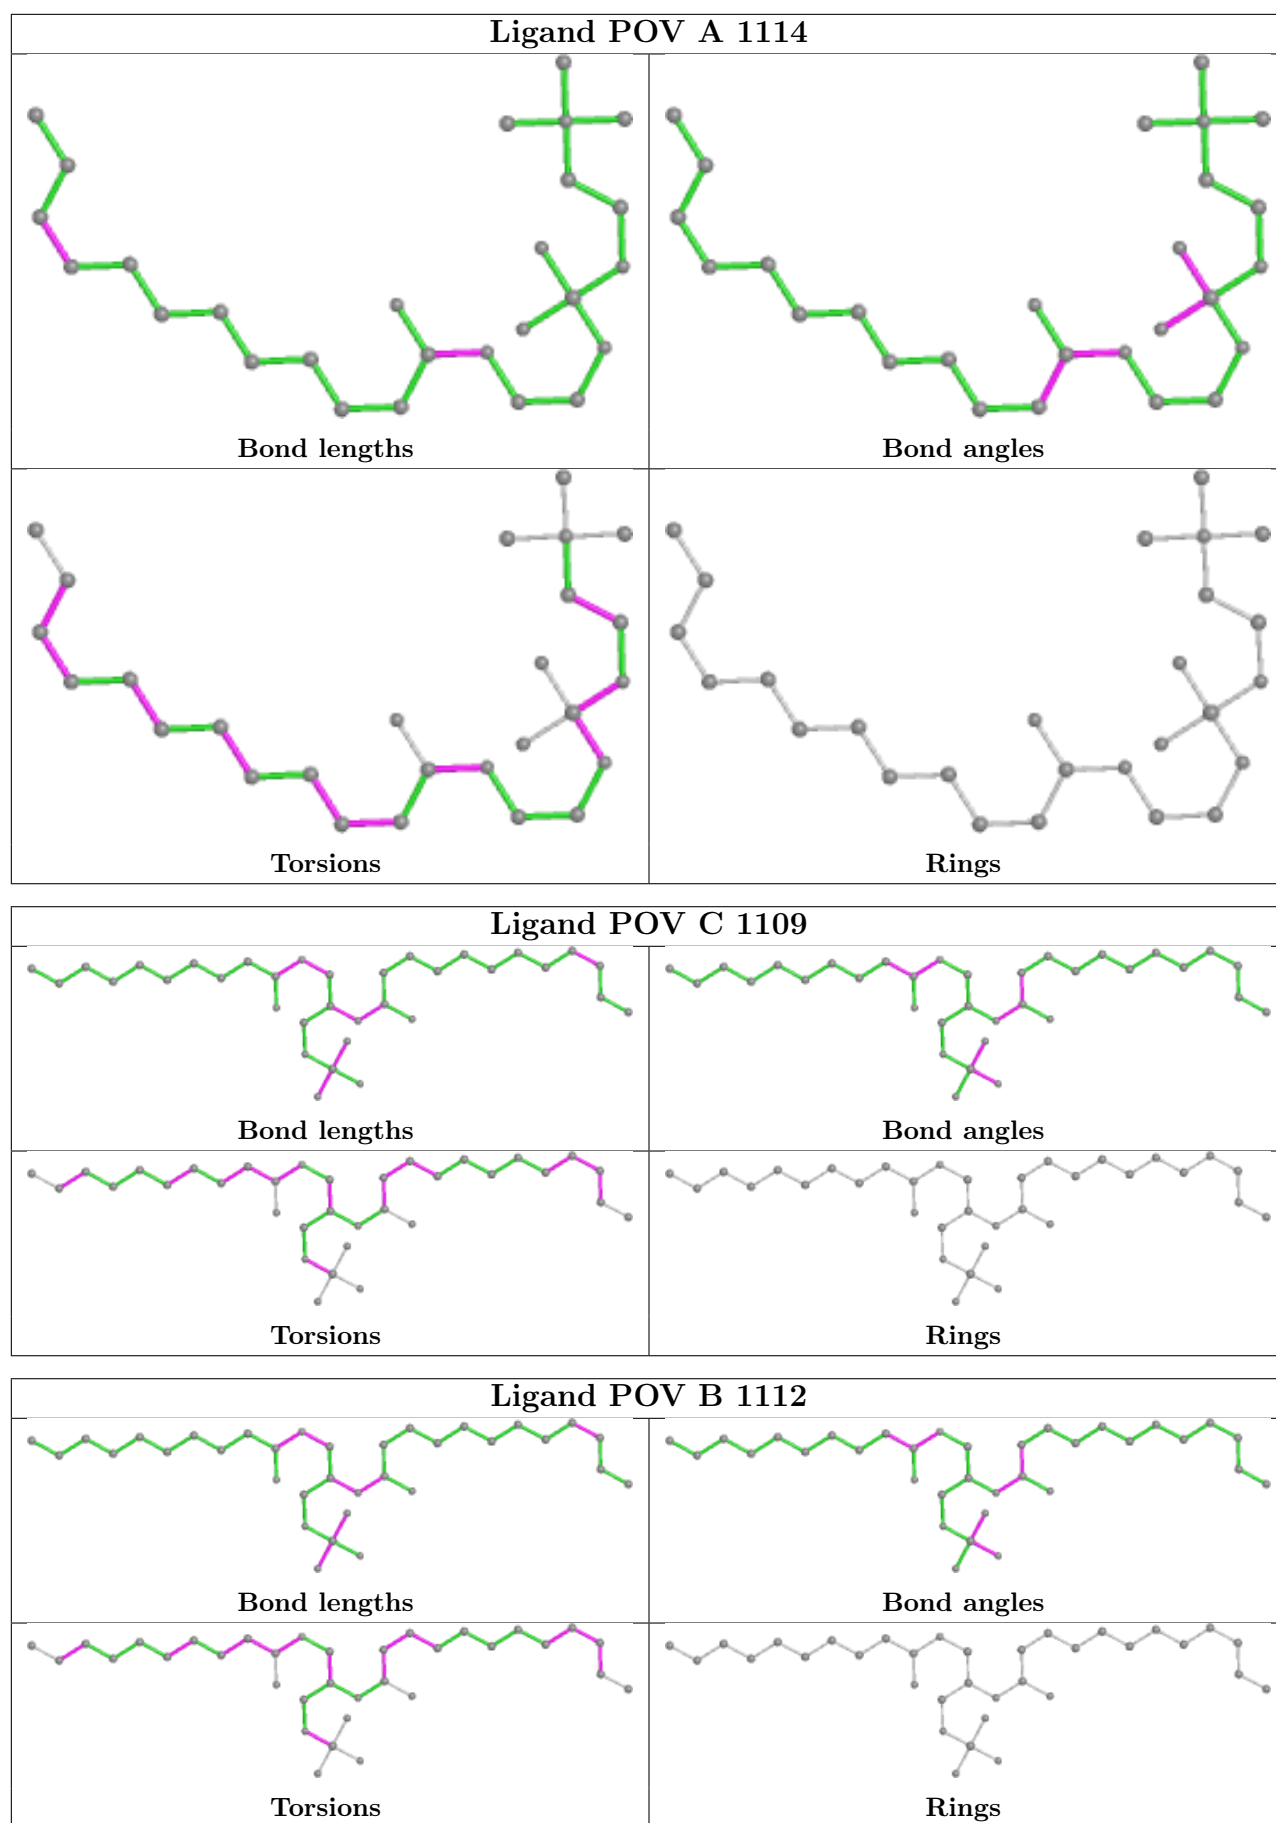 Ligand POV A 1114
Bond lengths
Bond angles
Torsions
Rings
Ligand POV C 1109
Bond lengths
Bond angles
Torsions
Rings
Ligand POV B 1112
Bond lengths
Bond angles
Torsions
Rings